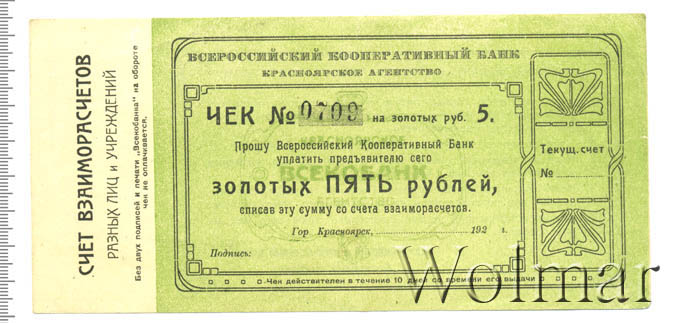 СЧЕТ ВЗАИМОРАСЧЕТОВ
РАЗНЫХ ЛИЦ и УЧРЕЖДЕНИЙ
Без двух подписей и печати „Всекобанка" на обороте
чек не оплачивается.
ВСЕРОССИЙСКИЙ КООПЕРАТИВНЫЙ БАНК
КРАСНОЯРСКОЕ АГЕНТСТВО
ЧЕК № 0709 на золотых руб. 5.
Прошу Всероссийский Кооперативный Банк
уплатить предъявителю сего
ВСЕКОБАНК
золотых ПЯТЬ рублей,
списав эту сумму со счета взаиморасчетов.
Гор Красноярск, 192 г.
Подпись:
Чек действителен в течение 10 дней со времени его выдачи
Текущ. счет
№
Wolmar